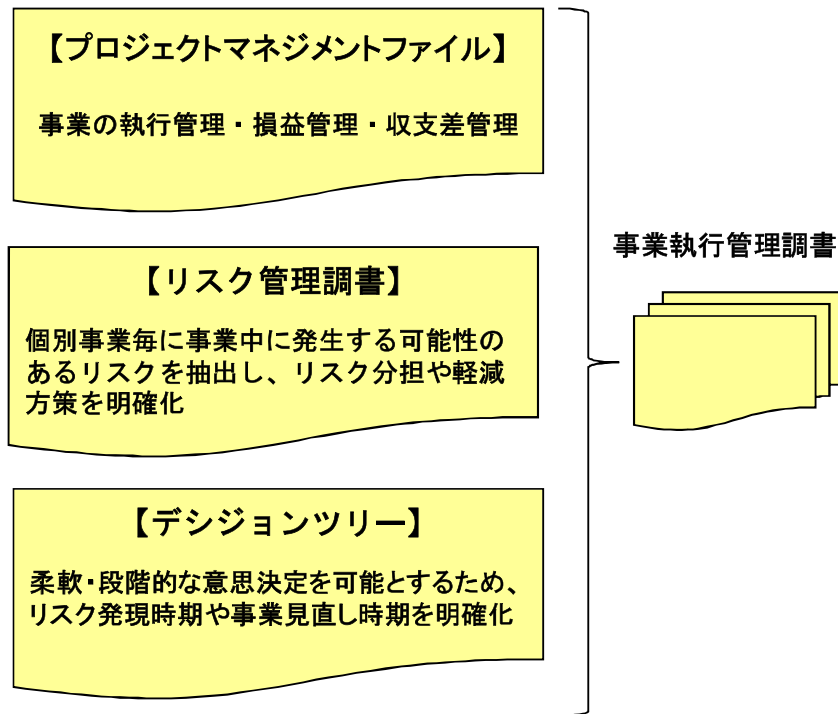 【プロジェクトマネジメントファイル】
事業の執行管理・損益管理・収支差管理
事業執行管理調書
【リスク管理調書】
個別事業毎に事業中に発生する可能性の
あるリスクを抽出し、リスク分担や軽減
方策を明確化
【デシジョンツリー】
柔軟・段階的な意思決定を可能とするため、
リスク発現時期や事業見直し時期を明確化